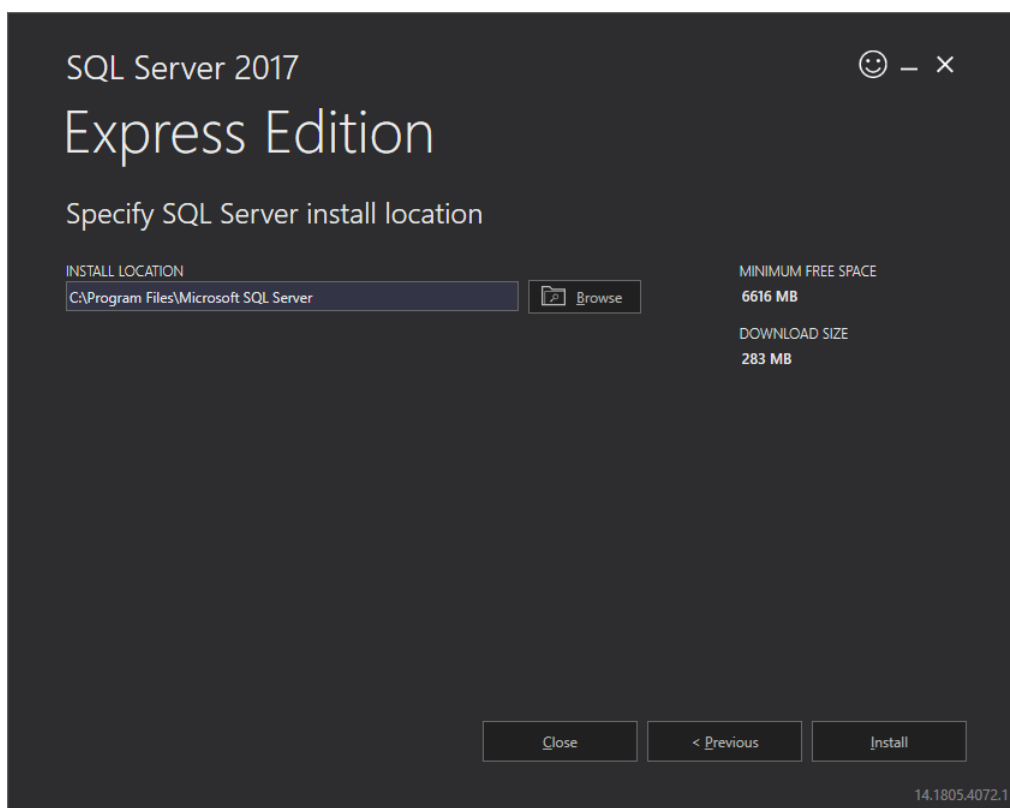 SQL Server 2017
Express Edition
Specify SQL Server install location
INSTALL LOCATION
C:\Program Files\Microsoft SQL Server
Browse
MINIMUM FREE SPACE
6616 MB
DOWNLOAD SIZE
283 MB
Close
< Previous
Install
14.1805.4072.1